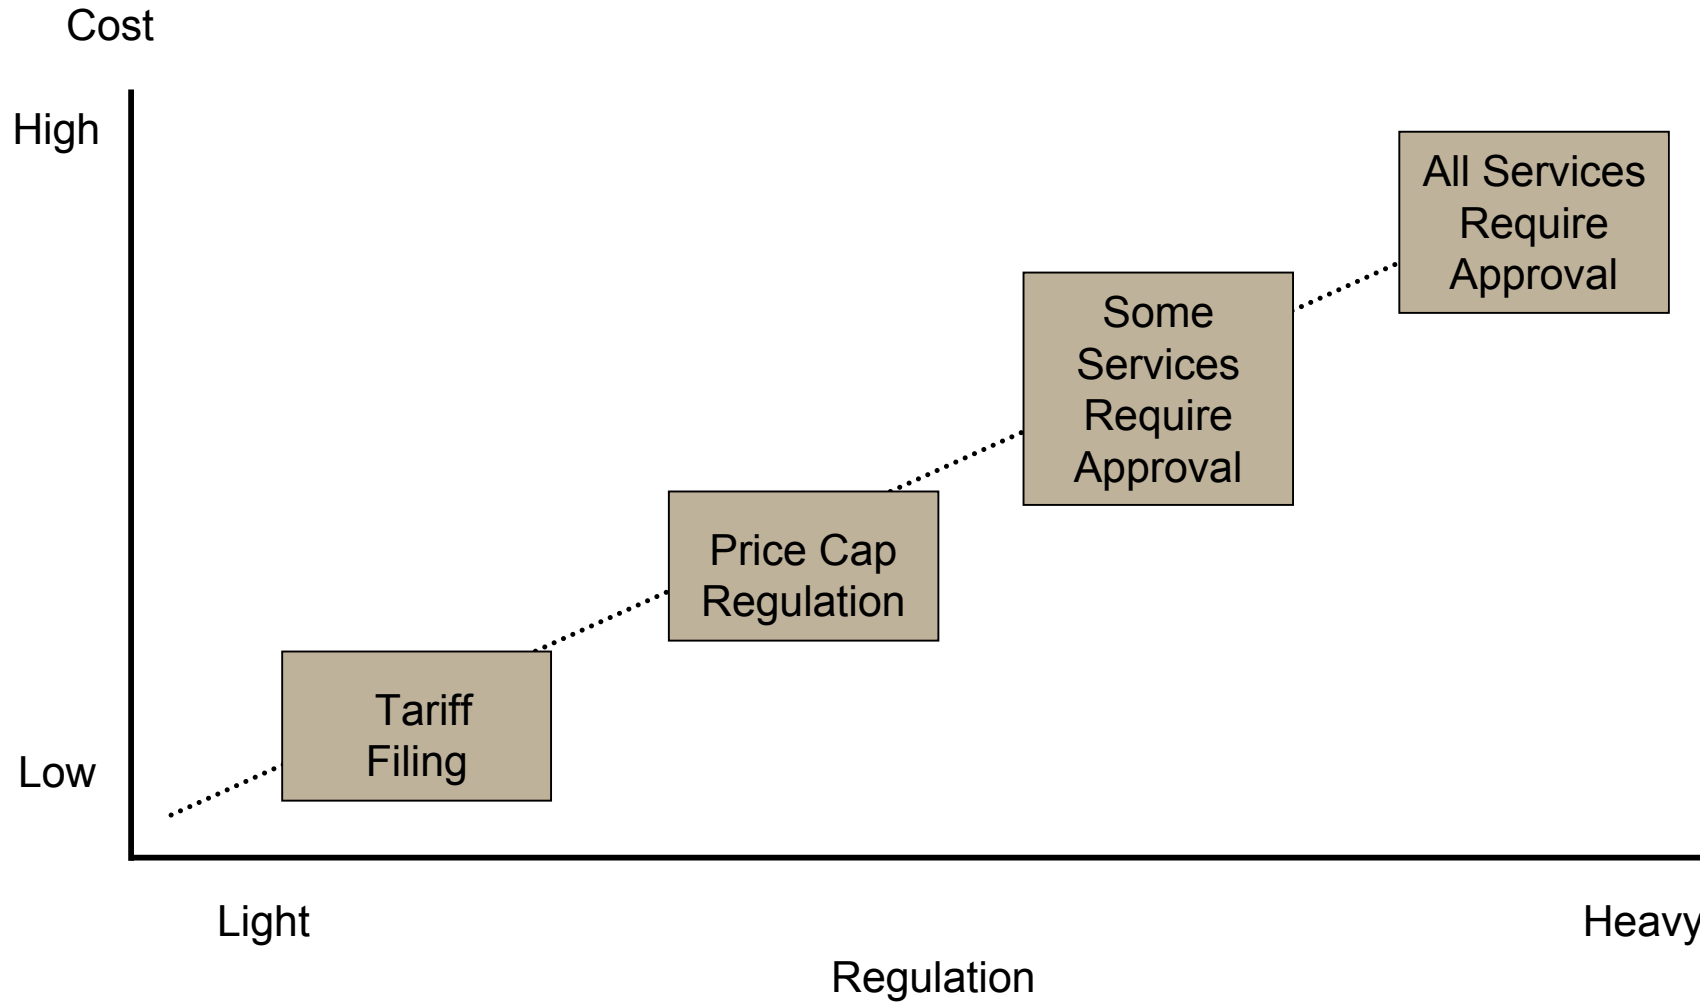 Cost
High
All Services
Require
Approval
Some
Services
Require
Approval
Price Cap
Regulation
Tariff
Filing
Low
Light
Heavy
Regulation